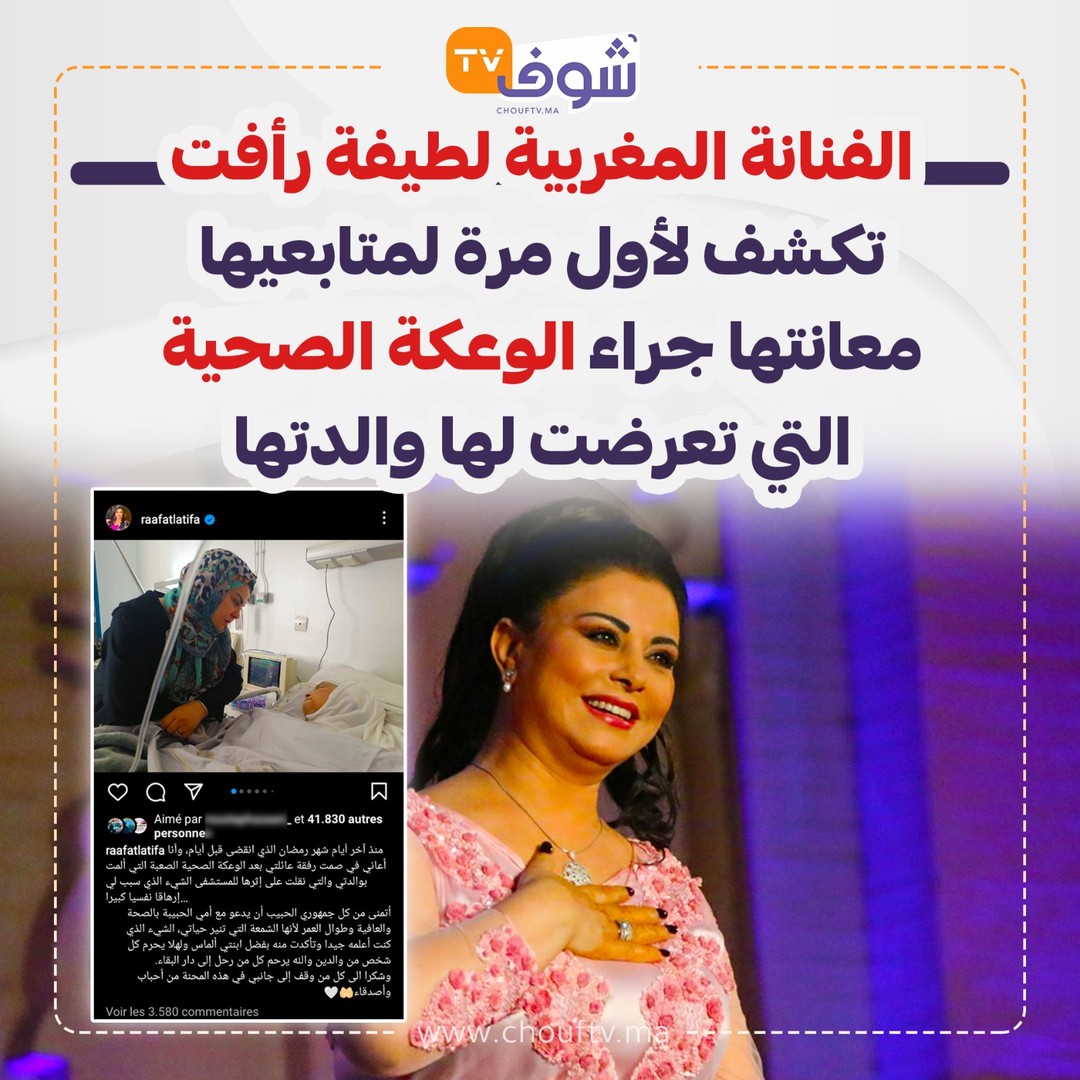 شوف TV
CHOUFTV.MA
الفنانة المغربية لطيفة رأفت
تكشف لأول مرة لمتابعيها
معانتها جراء الوعكة الصحية
التي تعرضت لها والدتها
raafatlatifa
Aimé par _ et 41.830 autres
personne
raafatlatifa منذ آخر أيام شهر رمضان الذي انقضى قبل أيام، وأنا
أعاني في صمت رفقة عائلتي بعد الوعكة الصحية الصعبة التي ألمت
بوالدتي والتي نقلت على إثرها للمستشفى الشيء الذي سبب لي
إرهاقا نفسيا كبيرا...
أتمنى من كل جمهوري الحبيب أن يدعو مع أمي الحبيبة بالصحة
والعافية وطوال العمر لأنها الشمعة التي تنير حياتي، الشيء الذي
كنت أعلمه جيدا وتأكدت منه بفضل ابنتي ألماس ولهلا يحرم كل
شخص من والدين والله يرحم كل من رحل إلى دار البقاء.
وشكرا الى كل من وقف إلى جانبي في هذه المحنة من أحباب
وأصدقاء🤲🏻🤍
Voir les 3.580 commentaires
www.chouftv.ma